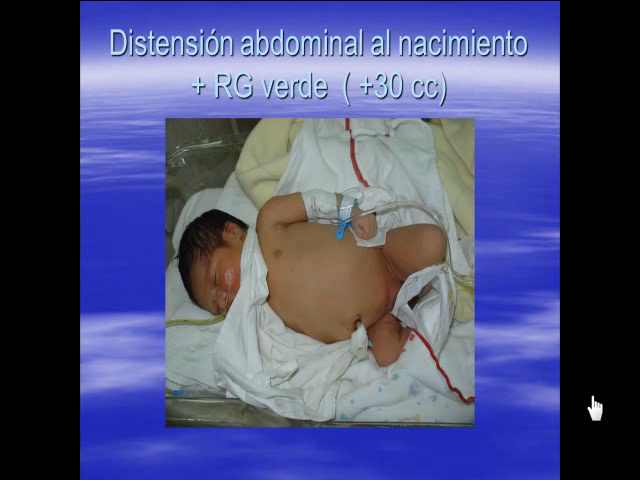 Distensión abdominal al nacimiento
+ RG verde ( +30 cc)